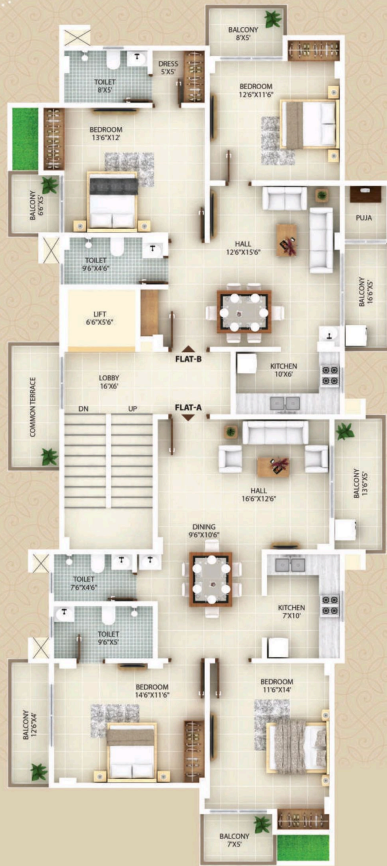 BALCONY
8'X5'
TOILET
8'X5'
DRESS
5'X5'
BEDROOM
12'6"X11'6"
BEDROOM
13'6"X12'
BALCONY
6'6"X5'
TOILET
9'6"X4'6"
HALL
12'6"X15'6"
PUJA
BALCONY
16'6"X5'
LIFT
6'6"X5'6"
FLAT-B
KITCHEN
10'X6'
LOBBY
16'X6'
COMMON TERRACE
DN
UP
FLAT-A
HALL
16'6"X12'6"
BALCONY
13'6"X5'
DINING
9'6"X10'6"
TOILET
7'6"X4'6"
TOILET
9'6"X5'
KITCHEN
7'X10'
BEDROOM
14'6"X11'6"
BEDROOM
11'6"X14'
BALCONY
12'6"X4'
BALCONY
7'X5'